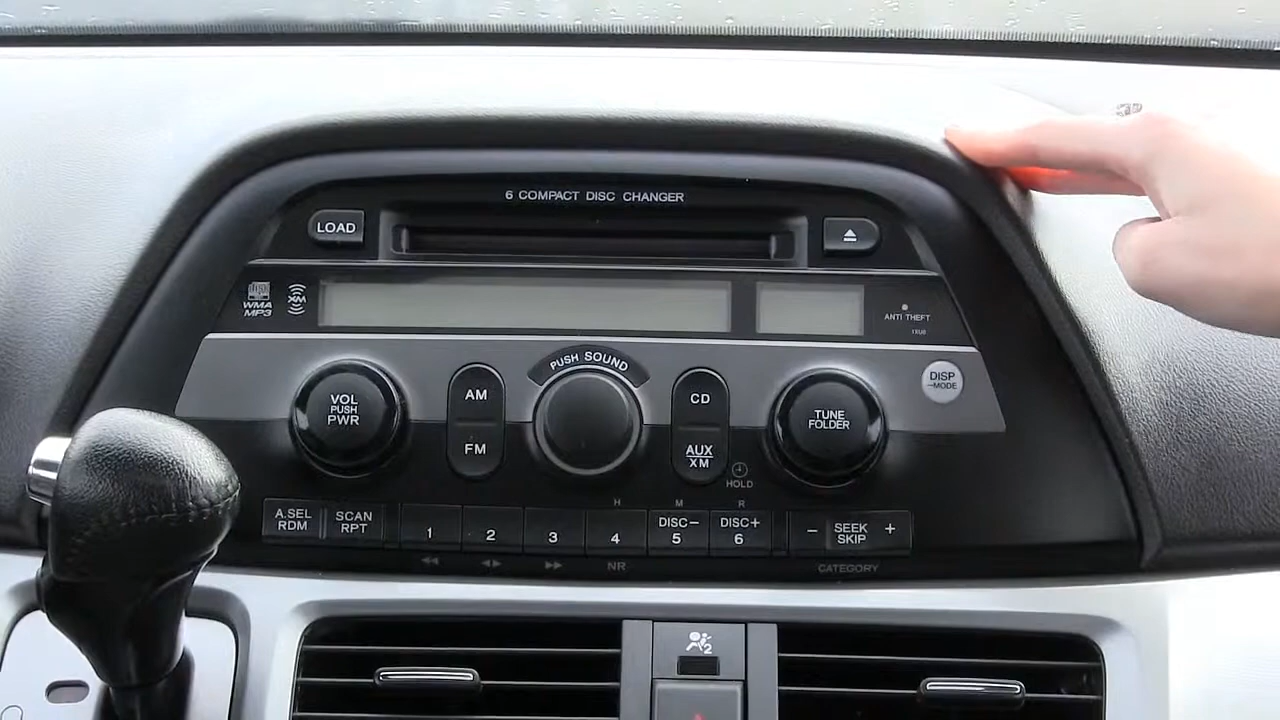 6 COMPACT DISC CHANGER
LOAD
WMA
MP3
XM
ANTI THEFT
1XU0
PUSH SOUND
DISP
MODE
VOL
PUSH
PWR
AM
FM
CD
AUX
XM
TUNE
FOLDER
HOLD
H
M
R
A.SEL
RDM
SCAN
RPT
1
2
3
4
DISC-
5
DISC+
6
- SEEK +
SKIP
NR
CATEGORY
2